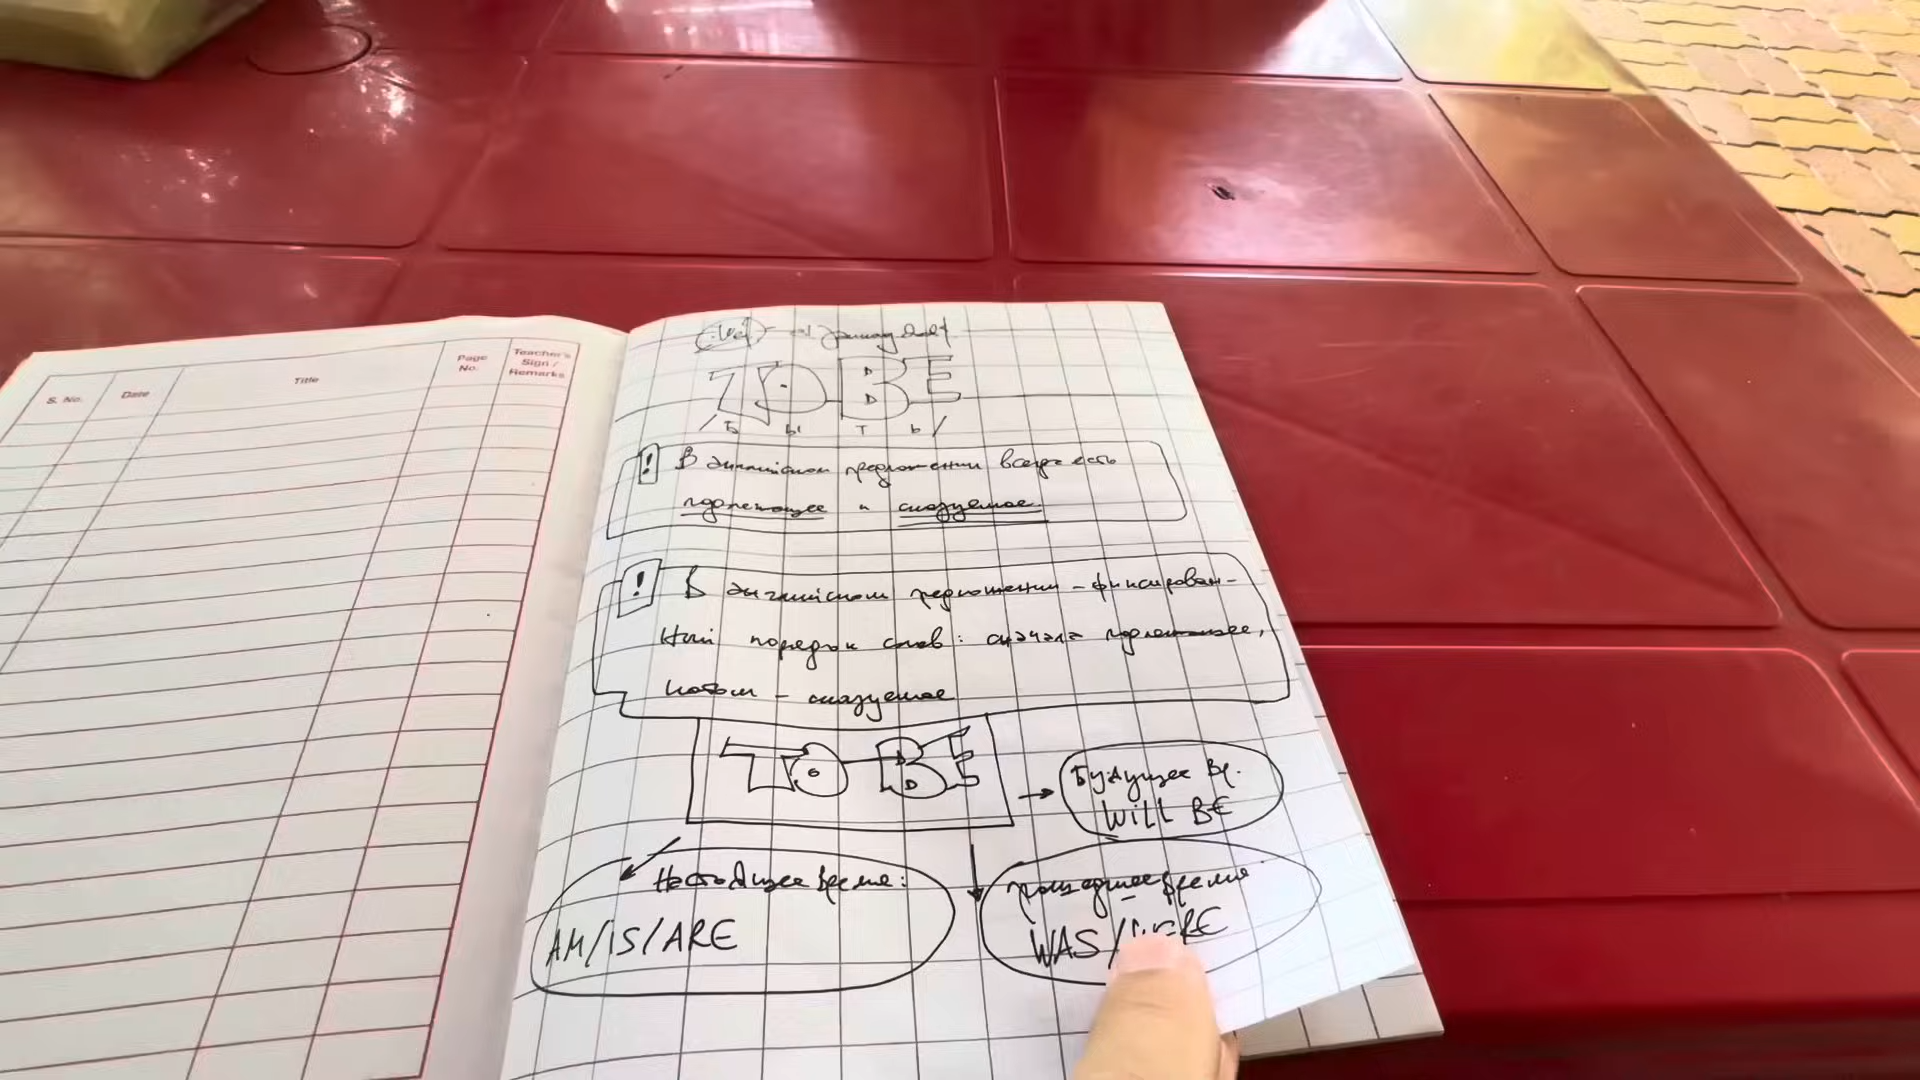 S. No.
Date
Title
Page No.
Teacher's Sign / Remarks
TO BE
/ Б Ы Т Ь /
! В английском предложении всегда есть
подлежащее и сказуемое.
! В английском предложении - фиксирован-
ный порядок слов: сначала подлежащее,
потом - сказуемое
TO BE
Будущее вр.
WILL BE
Настоящее время:
AM/IS/ARE
прошедшее время
WAS/WERE